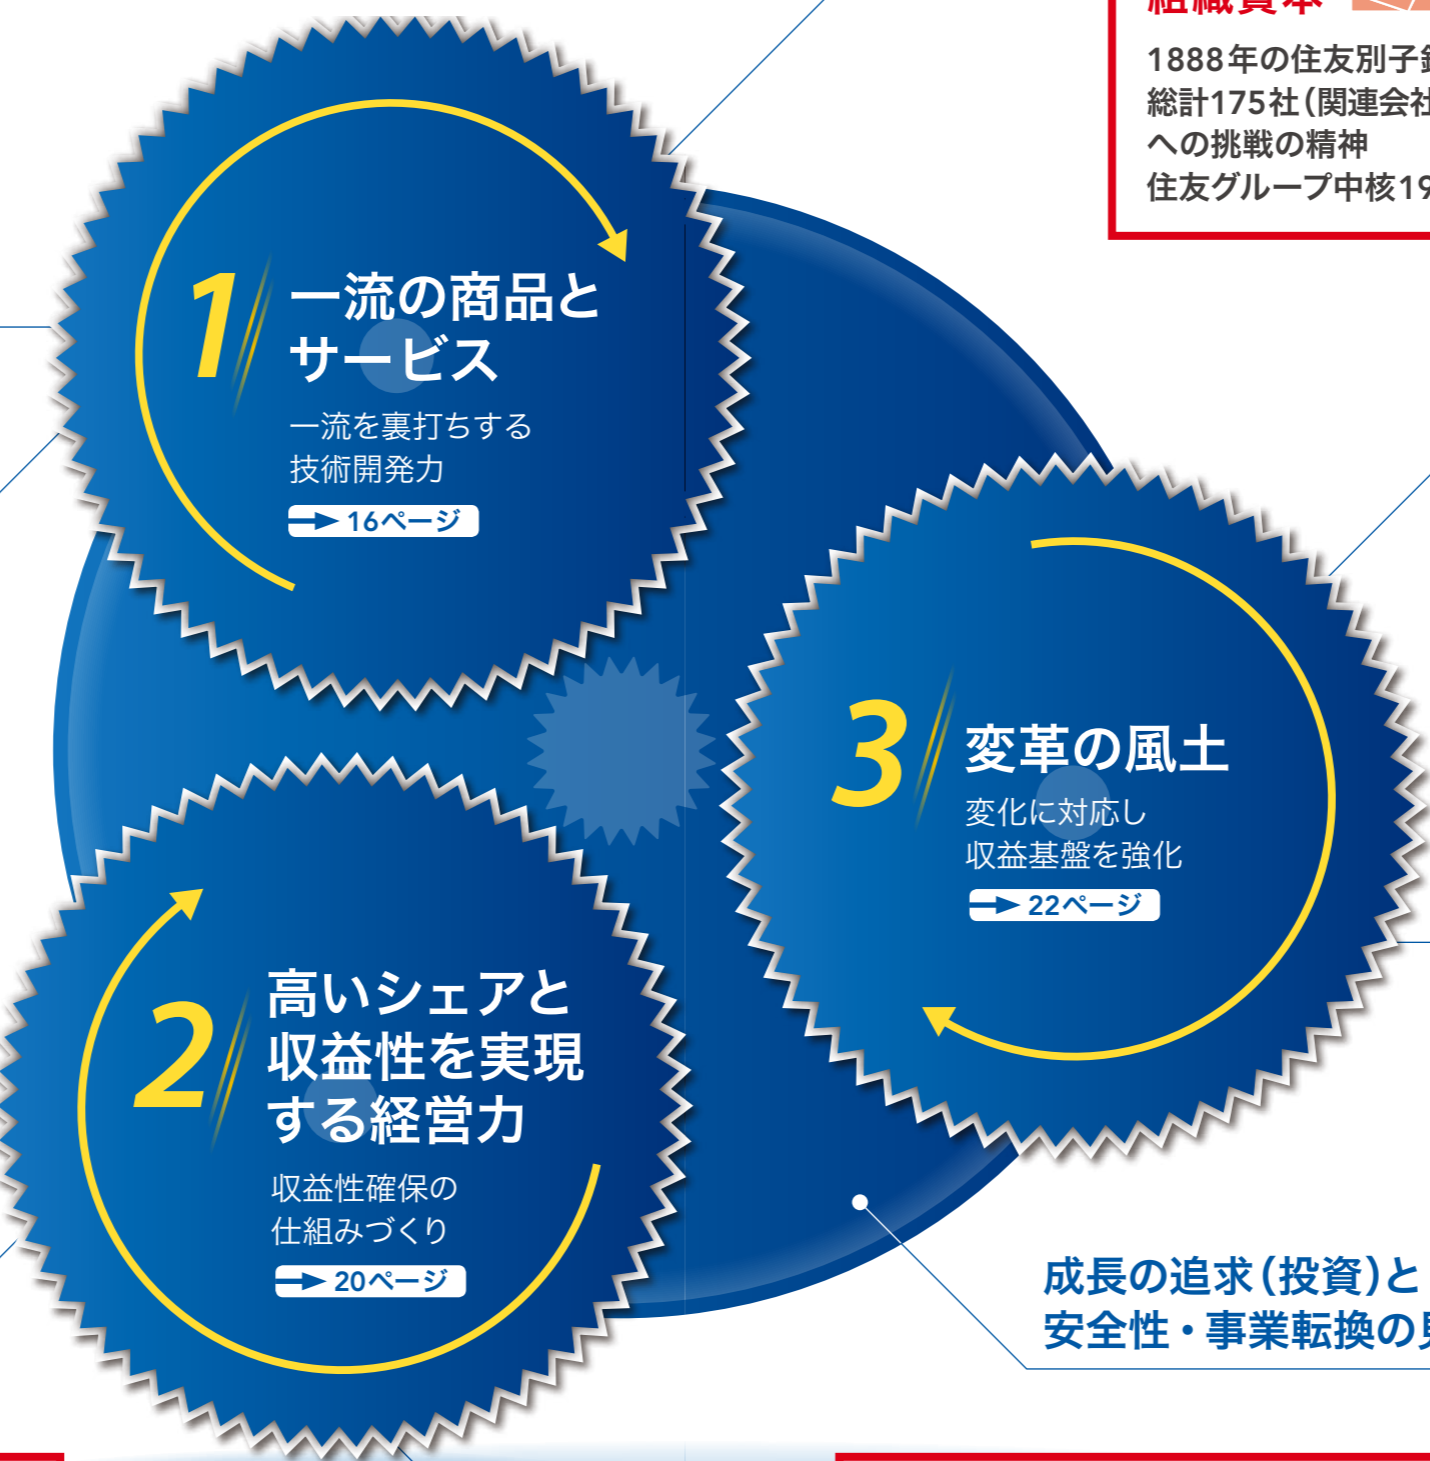 組織資本
1888年の住友別子
総計175社（関連会社
への挑戦の精神
住友グループ中核19
1
一流の商品と
サービス
一流を裏打ちする
技術開発力
16ページ
2
高いシェアと
収益性を実現
する経営力
収益性確保の
仕組みづくり
20ページ
3
変革の風土
変化に対応し
収益基盤を強化
22ページ
成長の追求（投資）と
安全性・事業転換の